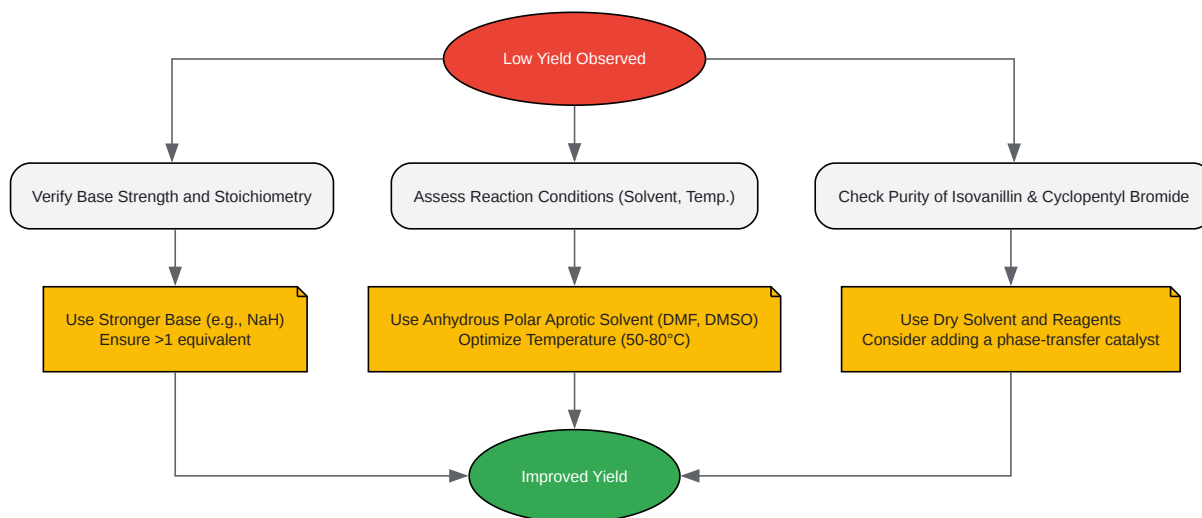 Low Yield Observed
Verify Base Strength and Stoichiometry
Assess Reaction Conditions (Solvent, Temp.)
Check Purity of Isovanillin & Cyclopentyl Bromide
Use Stronger Base (e.g., NaH)
Ensure >1 equivalent
Use Anhydrous Polar Aprotic Solvent (DMF, DMSO)
Optimize Temperature (50-80°C)
Use Dry Solvent and Reagents
Consider adding a phase-transfer catalyst
Improved Yield